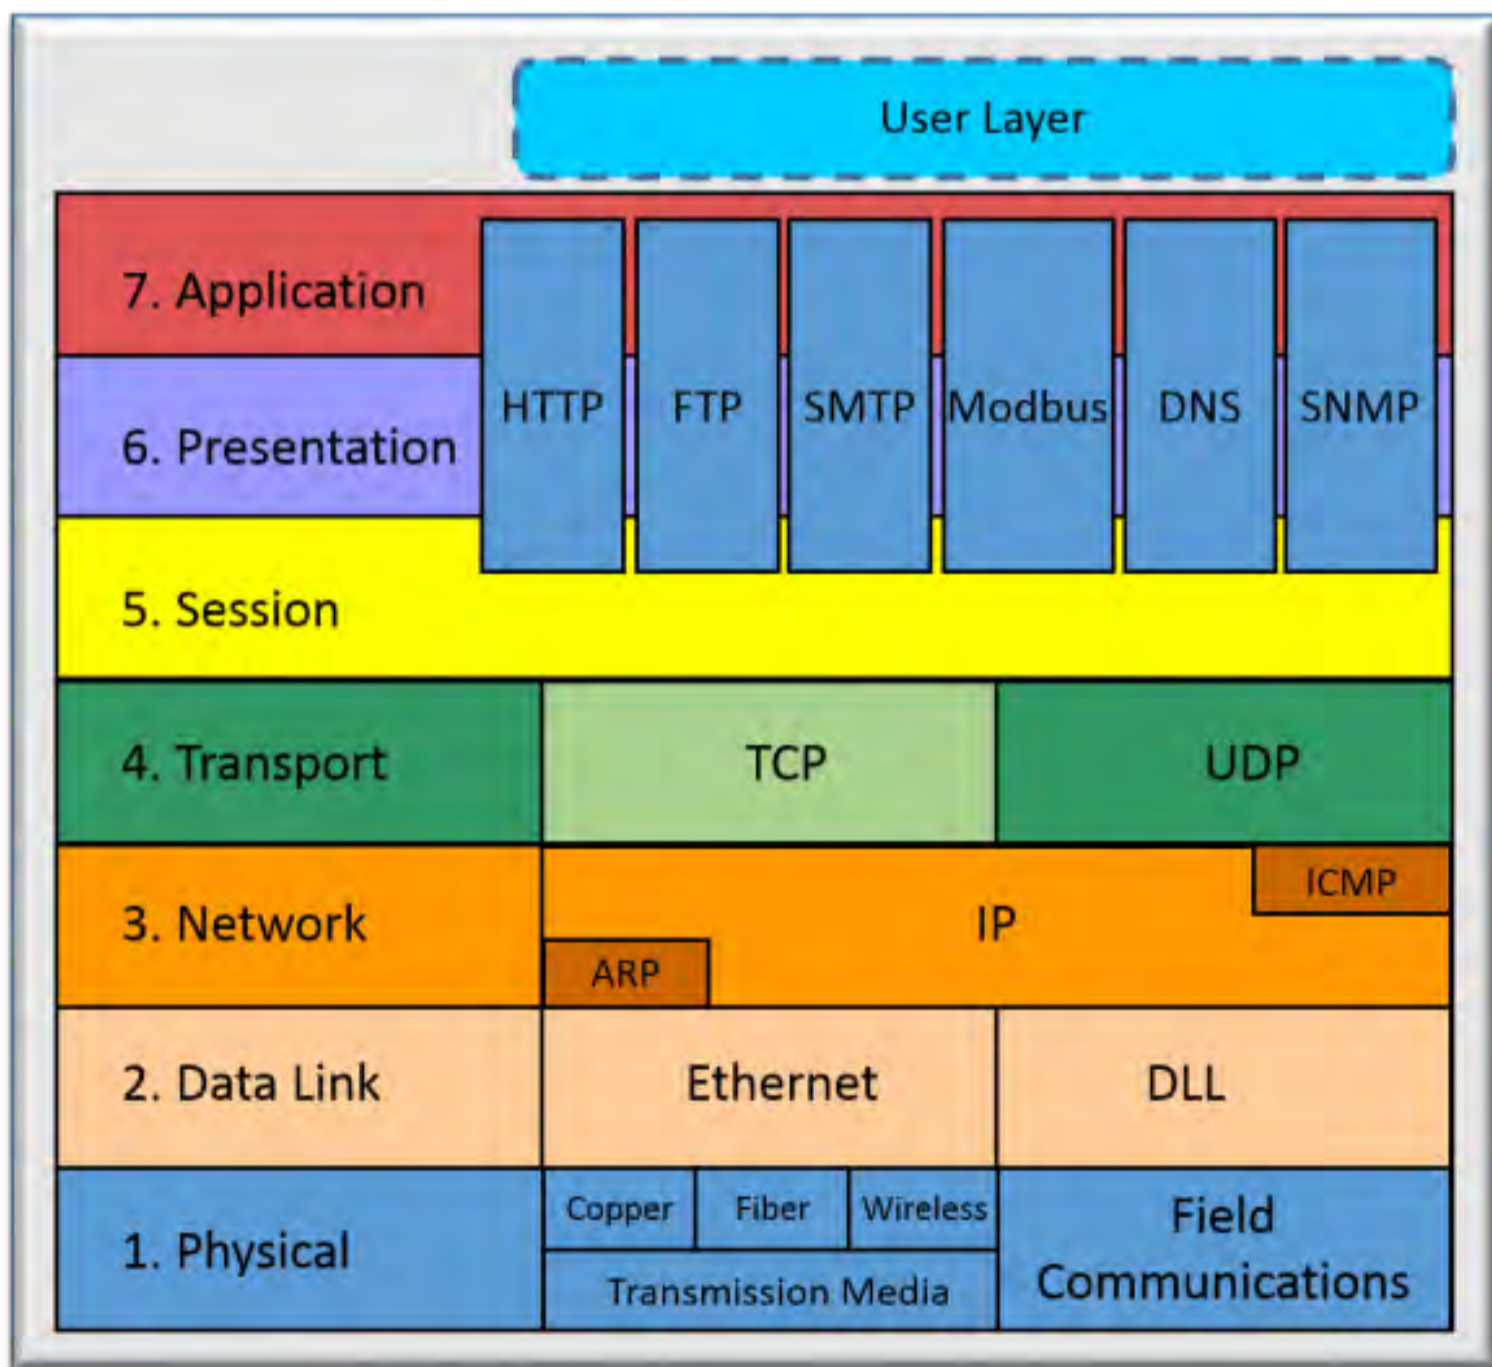 User Layer
7. Application
HTTP FTP SMTP Modbus DNS SNMP
6. Presentation
5. Session
4. Transport TCP UDP
ICMP
3. Network IP
ARP
2. Data Link Ethernet DLL
Copper Fiber Wireless
1. Physical
Transmission Media
Field
Communications